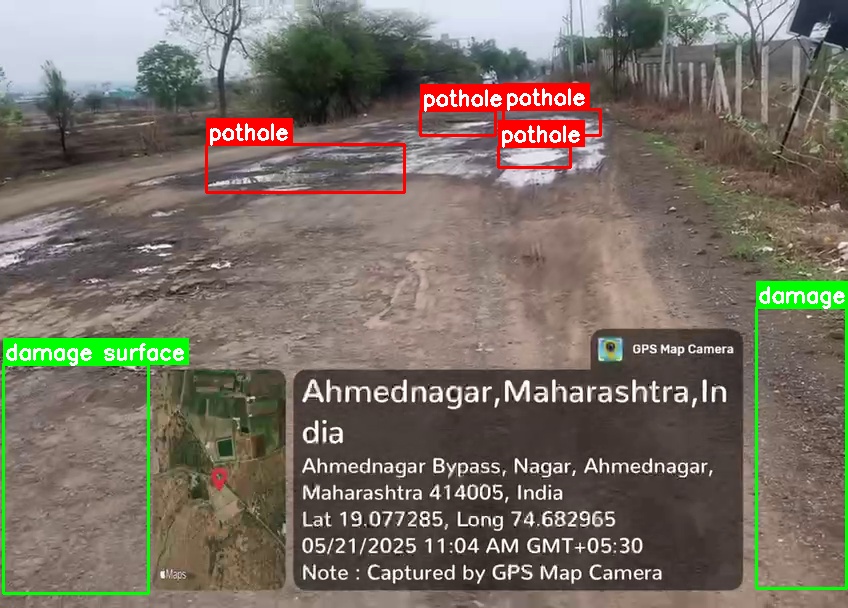 pothole pothole
pothole
pothole
damage
damage surface
GPS Map Camera
Ahmednagar,Maharashtra,In
dia
Ahmednagar Bypass, Nagar, Ahmednagar,
Maharashtra 414005, India
Lat 19.077285, Long 74.682965
05/21/2025 11:04 AM GMT+05:30
Note : Captured by GPS Map Camera
Maps